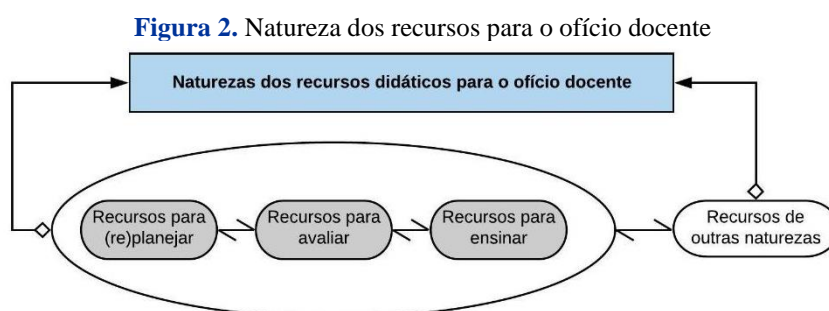 Figura 2. Natureza dos recursos para o ofício docente
Naturezas dos recursos didáticos para o ofício docente
Recursos para
(re)planejar
Recursos para
avaliar
Recursos para
ensinar
Recursos de
outras naturezas